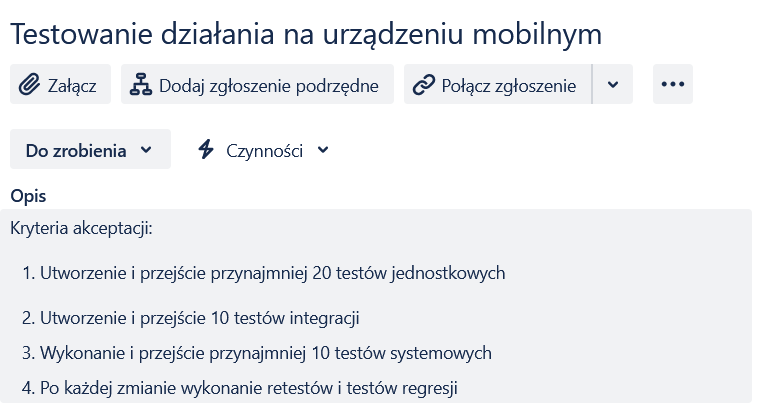 Testowanie działania na urządzeniu mobilnym
Załącz Dodaj zgłoszenie podrzędne Połącz zgłoszenie
Do zrobienia Czynności
Opis
Kryteria akceptacji:
1. Utworzenie i przejście przynajmniej 20 testów jednostkowych
2. Utworzenie i przejście 10 testów integracji
3. Wykonanie i przejście przynajmniej 10 testów systemowych
4. Po każdej zmianie wykonanie retestów i testów regresji